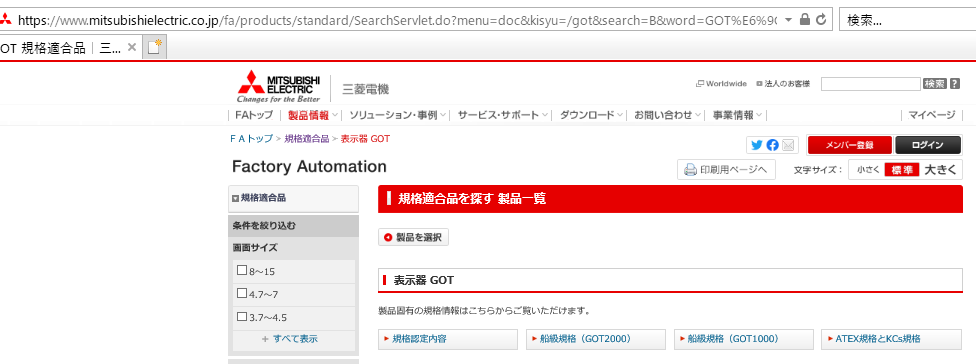 https://www.mitsubishielectric.co.jp/fa/products/standard/SearchServlet.do?menu=doc&kisyu=/got&search=B&word=GOT%E6%9
検索...
OT 規格適合品｜三...
MITSUBISHI ELECTRIC
Changes for the Better
三菱電機
Worldwide 法人のお客様 検索 ?
FAトップ 製品情報 ソリューション・事例 サービス・サポート ダウンロード お問い合わせ 事業情報 マイページ
ＦＡトップ > 規格適合品 > 表示器 GOT
メンバー登録 ログイン
Factory Automation
印刷用ページへ 文字サイズ： 小さく 標準 大きく
規格適合品
規格適合品を探す 製品一覧
条件を絞り込む
製品を選択
画面サイズ
8～15
4.7～7
3.7～4.5
+ すべて表示
表示器 GOT
製品固有の規格情報はこちらからご覧いただけます。
規格認定内容 船級規格（GOT2000） 船級規格（GOT1000） ATEX規格とKCs規格